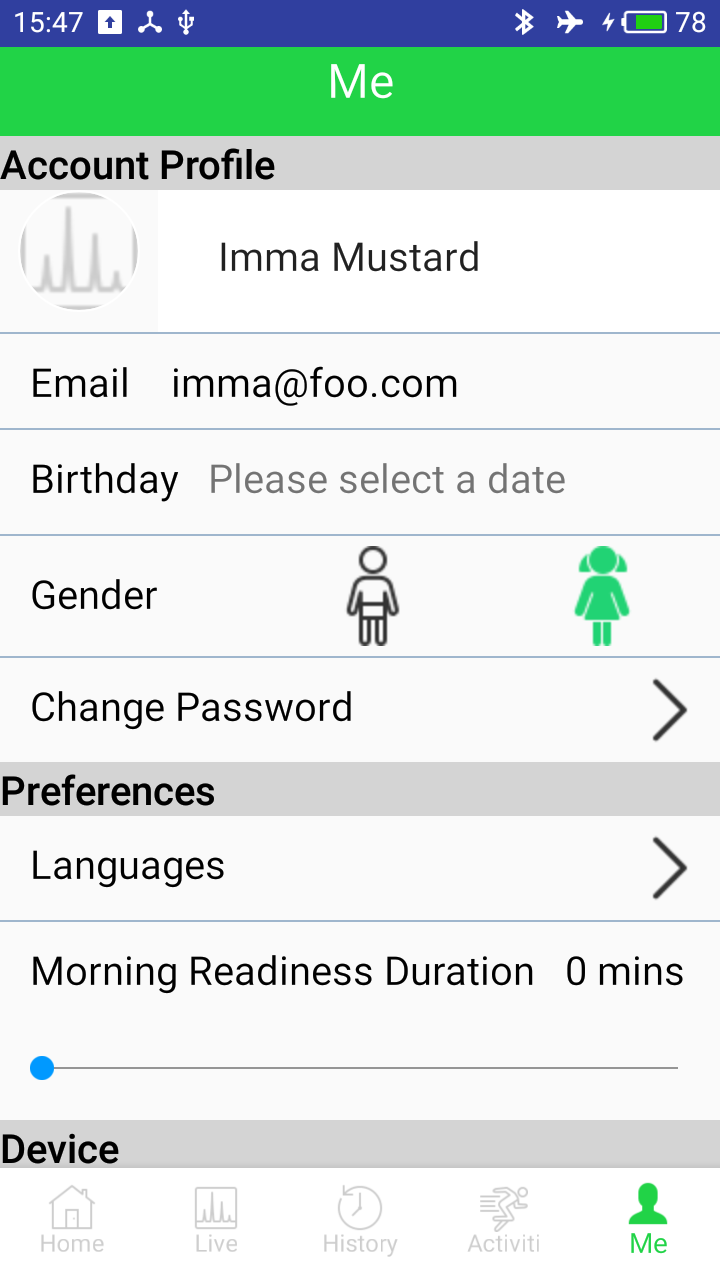 15:47 78
Me
Account Profile
Imma Mustard
Email imma@foo.com
Birthday Please select a date
Gender
Change Password
Preferences
Languages
Morning Readiness Duration 0 mins
Device
Home Live History Activiti Me